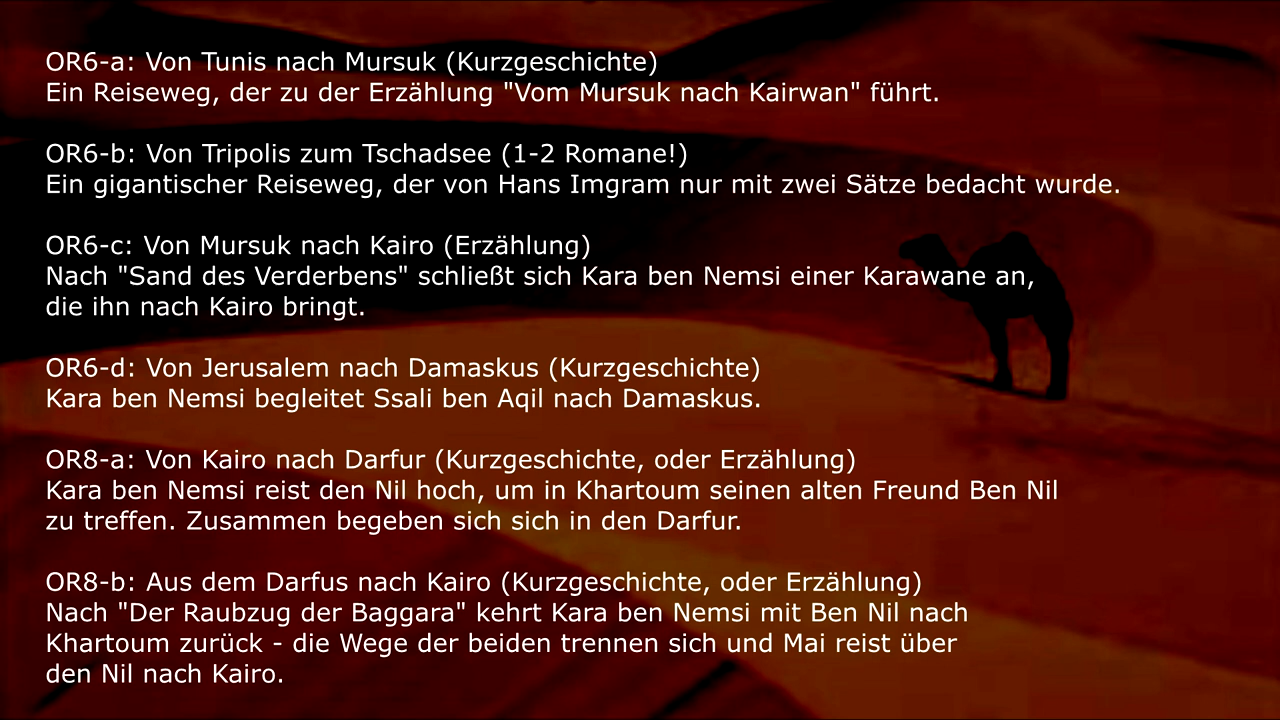 OR6-a: Von Tunis nach Mursuk (Kurzgeschichte)
Ein Reiseweg, der zu der Erzählung "Vom Mursuk nach Kairwan" führt.
OR6-b: Von Tripolis zum Tschadsee (1-2 Romane!)
Ein gigantischer Reiseweg, der von Hans Imgram nur mit zwei Sätze bedacht wurde.
OR6-c: Von Mursuk nach Kairo (Erzählung)
Nach "Sand des Verderbens" schließt sich Kara ben Nemsi einer Karawane an,
die ihn nach Kairo bringt.
OR6-d: Von Jerusalem nach Damaskus (Kurzgeschichte)
Kara ben Nemsi begleitet Ssali ben Aqil nach Damaskus.
OR8-a: Von Kairo nach Darfur (Kurzgeschichte, oder Erzählung)
Kara ben Nemsi reist den Nil hoch, um in Khartoum seinen alten Freund Ben Nil
zu treffen. Zusammen begeben sich sich in den Darfur.
OR8-b: Aus dem Darfus nach Kairo (Kurzgeschichte, oder Erzählung)
Nach "Der Raubzug der Baggara" kehrt Kara ben Nemsi mit Ben Nil nach
Khartoum zurück - die Wege der beiden trennen sich und Mai reist über
den Nil nach Kairo.